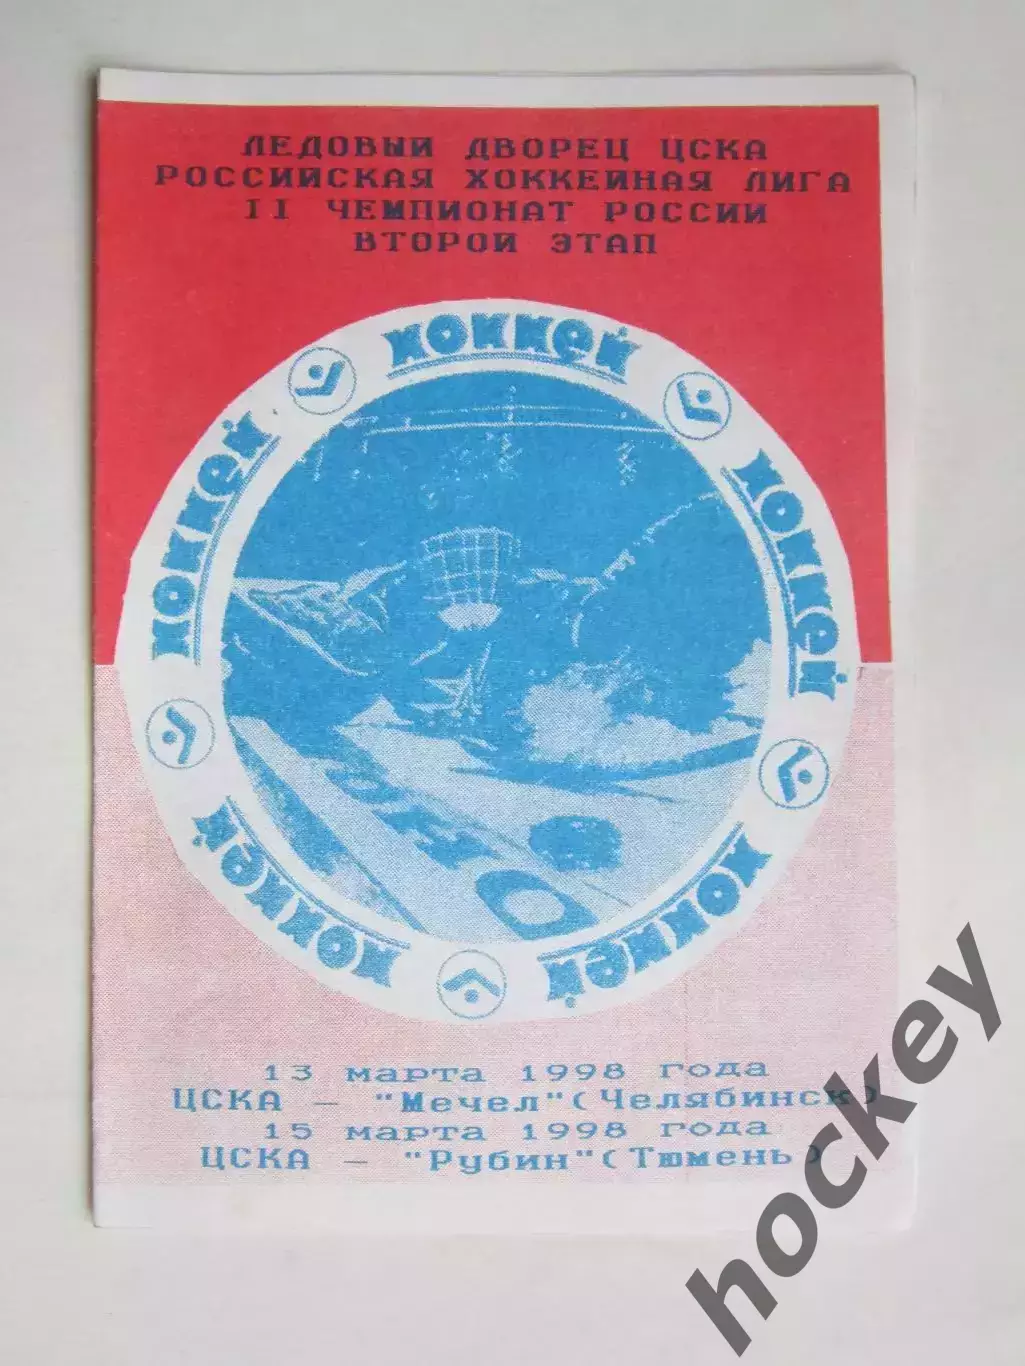 ЛЕДОВЫЙ ДВОРЕЦ ЦСКА
РОССИЙСКАЯ ХОККЕЙНАЯ ЛИГА
II ЧЕМПИОНАТ РОССИИ
ВТОРОЙ ЭТАП
хоккей
хоккей
хоккей
хоккей
хоккей
13 марта 1998 года
ЦСКА - "Мечел"(Челябинск)
15 марта 1998 года
ЦСКА - "Рубин"(Тюмень)
hockey